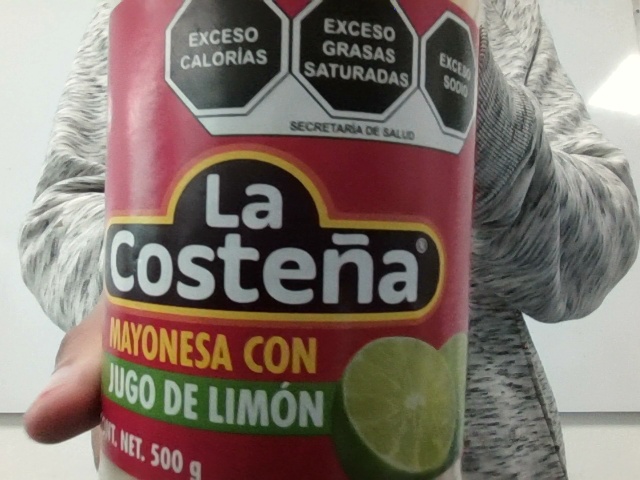 EXCESO
CALORÍAS
EXCESO
GRASAS
SATURADAS
EXCESO
SODIO
SECRETARÍA DE SALUD
La
Costeña®
MAYONESA CON
JUGO DE LIMÓN
CONT. NET. 500 g